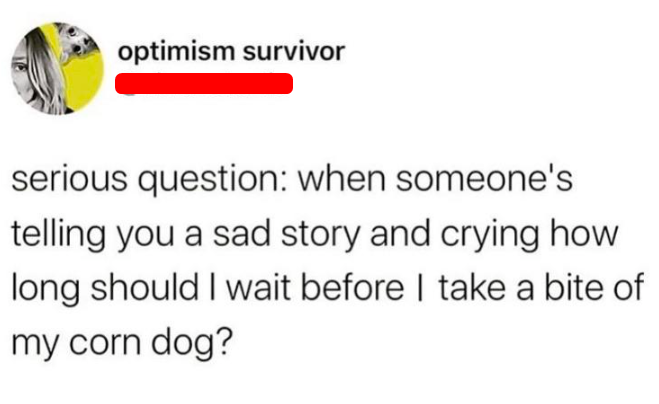 optimism survivor
serious question: when someone's
telling you a sad story and crying how
long should I wait before I take a bite of
my corn dog?